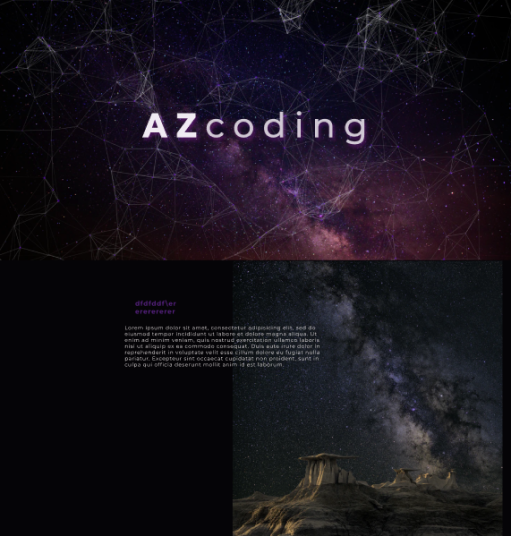 AZcoding
dfdfddf\er
erererer
Lorem ipsum dolor sit amet, consectetur adipisicing elit, sed do
eiusmod tempor incididunt ut labore et dolore magna aliqua. Ut
enim ad minim veniam, quis nostrud exercitation ullamco laboris
nisi ut aliquip ex ea commodo consequat. Duis aute irure dolor in
reprehenderit in voluptate velit esse cillum dolore eu fugiat nulla
pariatur. Excepteur sint occaecat cupidatat non proident, sunt in
culpa qui officia deserunt mollit anim id est laborum.